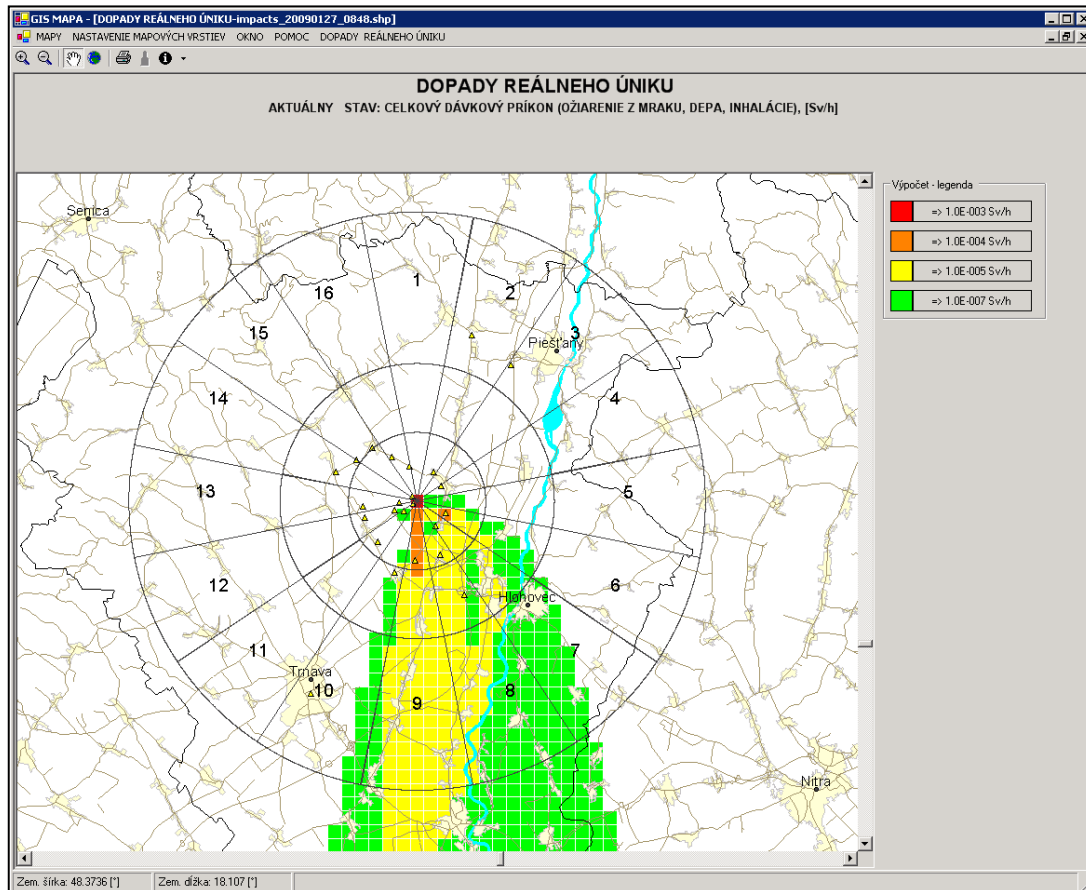 GIS MAPA - [DOPADY REÁLNEHO ÚNIKU-impacts_20090127_0848.shp]
MAPY NASTAVENIE MAPOVÝCH VRSTIEV OKNO POMOC DOPADY REÁLNEHO ÚNIKU
DOPADY REÁLNEHO ÚNIKU
AKTUÁLNY STAV: CELKOVÝ DÁVKOVÝ PRÍKON (OŽIARENIE Z MRAKU, DEPA, INHALÁCIE), [Sv/h]
Výpočet - legenda
=> 1.0E-003 Sv/h
=> 1.0E-004 Sv/h
=> 1.0E-005 Sv/h
=> 1.0E-007 Sv/h
Senica
1
2
16
15
3
Piešťany
14
4
13
5
12
6
Hlohovec
11
7
Trnava
10
8
9
Nitra
Zem. šírka: 48.3736 [°]
Zem. dĺžka: 18.107 [°]